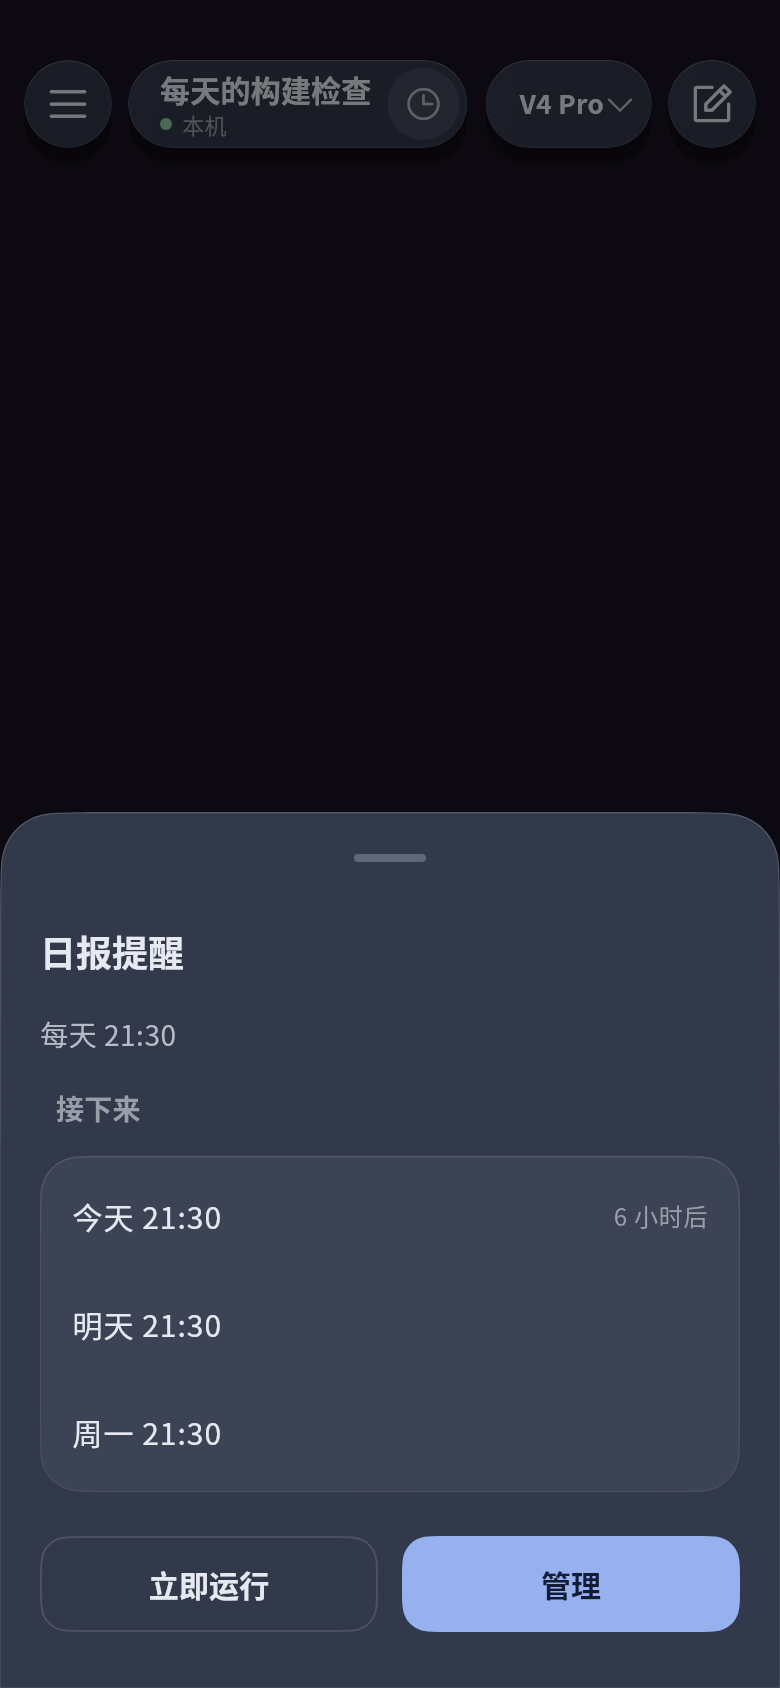 每天的构建检查
本机
V4 Pro
日报提醒
每天 21:30
接下来
今天 21:30
6 小时后
明天 21:30
周一 21:30
立即运行
管理